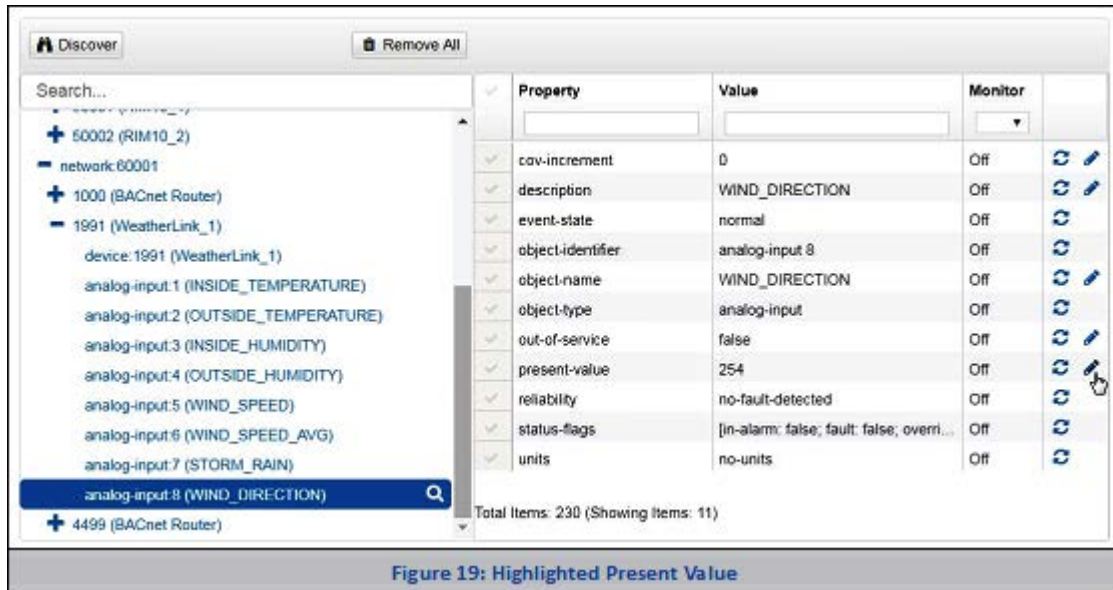 Discover
Remove All
Search...
50002 (RIM10_2)
network:60001
1000 (BACnet Router)
1991 (WeatherLink_1)
device:1991 (WeatherLink_1)
analog-input:1 (INSIDE_TEMPERATURE)
analog-input:2 (OUTSIDE_TEMPERATURE)
analog-input:3 (INSIDE_HUMIDITY)
analog-input:4 (OUTSIDE_HUMIDITY)
analog-input:5 (WIND_SPEED)
analog-input:6 (WIND_SPEED_AVG)
analog-input:7 (STORM_RAIN)
analog-input:8 (WIND_DIRECTION)
4499 (BACnet Router)
Property Value Monitor
cov-increment 0 Off
description WIND_DIRECTION Off
event-state normal Off
object-identifier analog-input 8 Off
object-name WIND_DIRECTION Off
object-type analog-input Off
out-of-service false Off
present-value 254 Off
reliability no-fault-detected Off
status-flags [in-alarm: false; fault: false; overri... Off
units no-units Off
Total Items: 230 (Showing Items: 11)
Figure 19: Highlighted Present Value